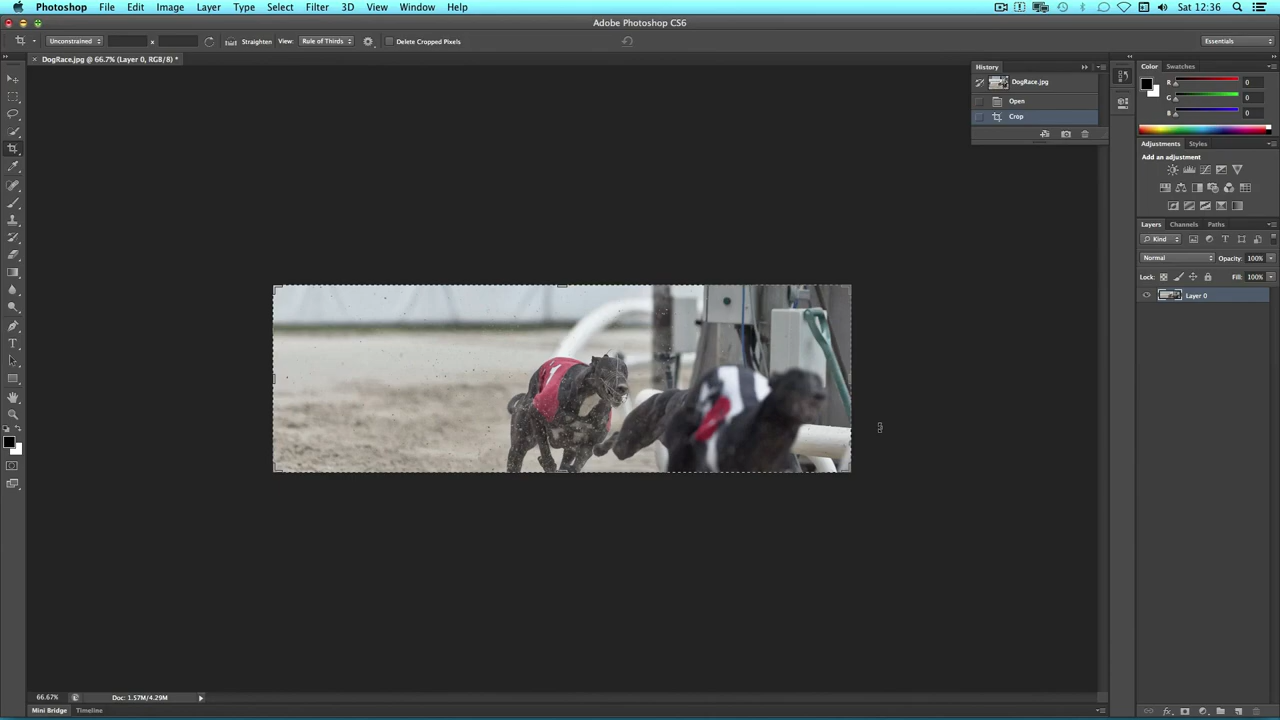 Photoshop File Edit Image Layer Type Select Filter 3D View Window Help Sat 12:36
Adobe Photoshop CS6
Unconstrained x Straighten View: Rule of Thirds Delete Cropped Pixels Essentials
× DogRace.jpg @ 66.7% (Layer 0, RGB/8) *
History
DogRace.jpg
Open
Crop
Color Swatches
R 0
G 0
B 0
Adjustments Styles
Add an adjustment
Layers Channels Paths
Kind
Normal Opacity: 100%
Lock: Fill: 100%
Layer 0
66.67% Doc: 1.57M/4.29M
Mini Bridge Timeline